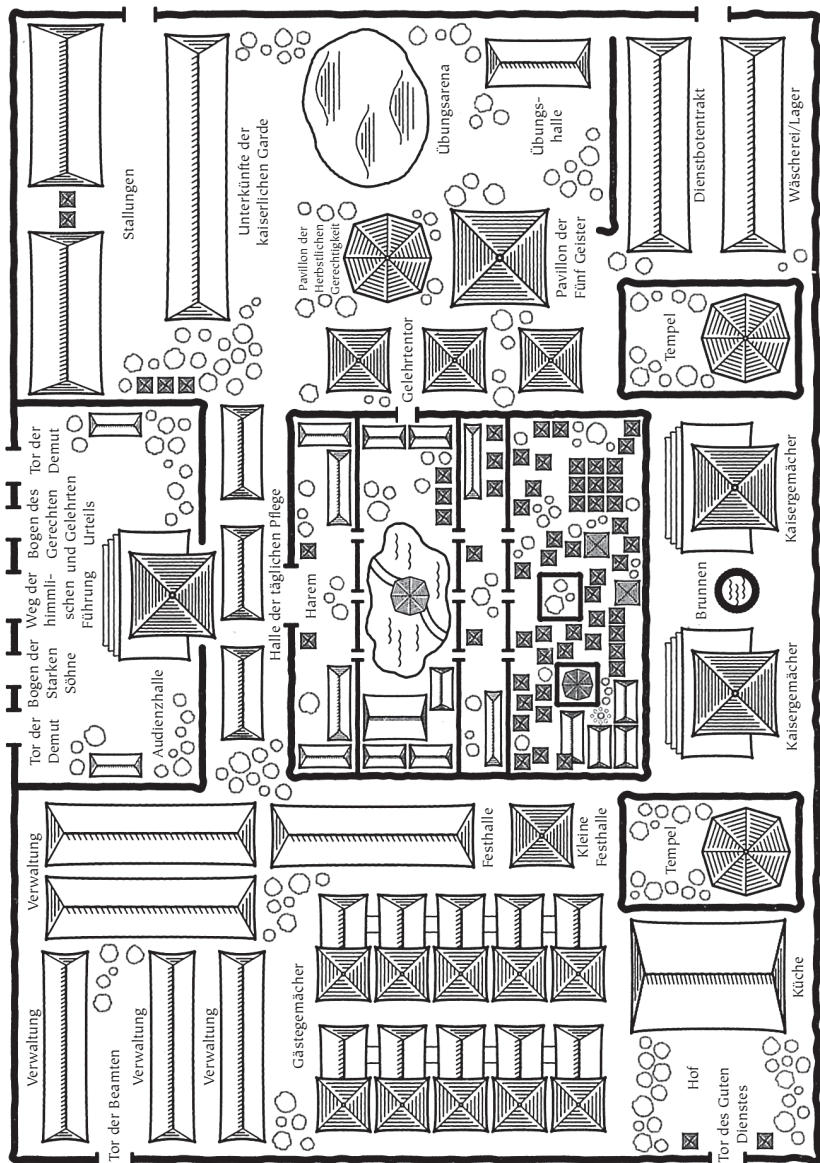 Verwaltung
Verwaltung
Tor der
Demut
Bogen der
Starken
Söhne
Weg der
himmli-
schen
Führung
Bogen des
Gerechten
und Gelehrten
Urteils
Tor der
Demut
Tor der Beamten
Stallungen
Verwaltung
Audienzhalle
Verwaltung
Unterkünfte der
kaiserlichen Garde
Halle der täglichen Pflege
Gästegemächer
Harem
Pavillon der
Herbstlichen
Gerechtigkeit
Gelehrtentor
Übungsarena
Festhalle
Übungs-
halle
Pavillon der
Fünf Geister
Kleine
Festhalle
Tempel
Tempel
Hof
Dienstbotentrakt
Brunnen
Tor des Guten
Dienstes
Küche
Kaisergemächer
Kaisergemächer
Wäscherei/Lager